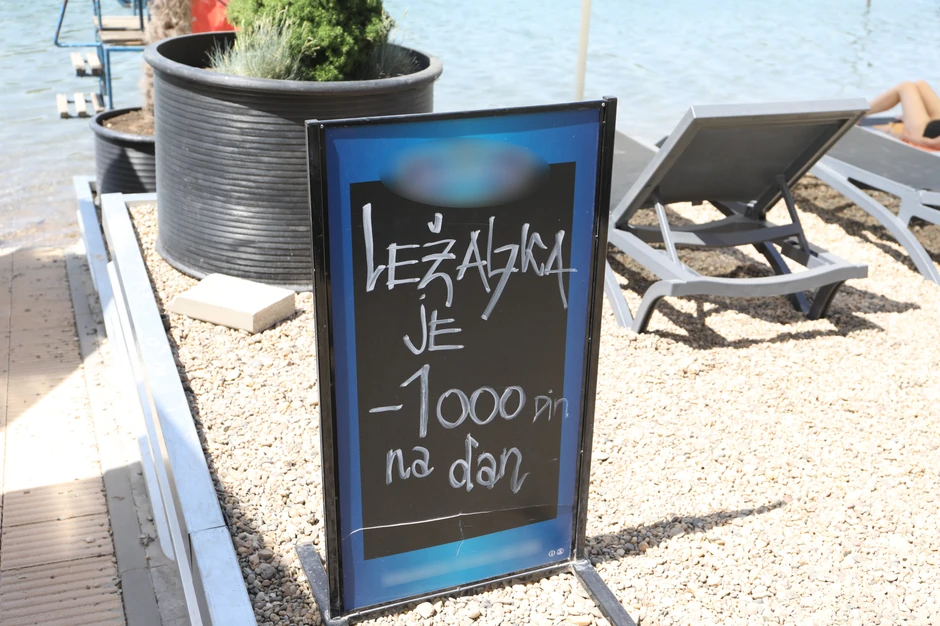 LEŽALJKA
JE
-1000 Din
na dan